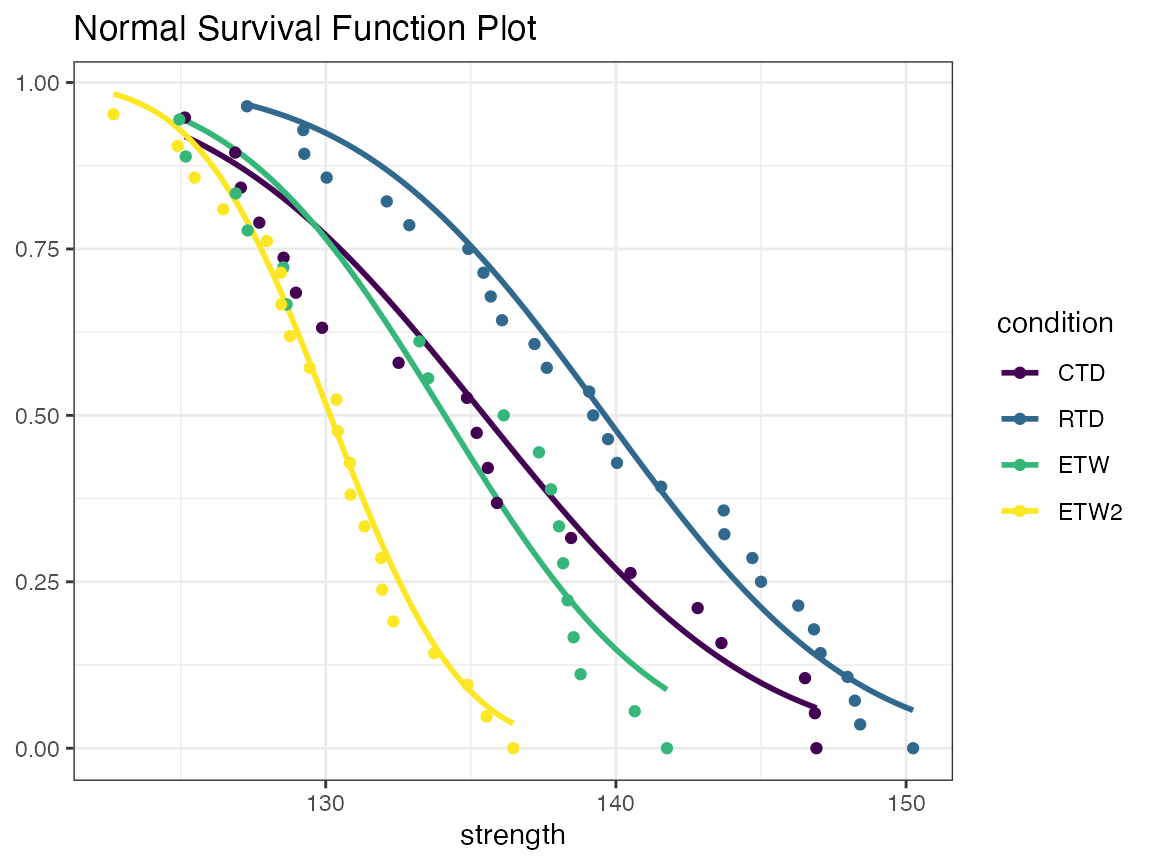 Normal Survival Function Plot
1.00
0.75
0.50
0.25
0.00
130 140 150
strength
condition
CTD
RTD
ETW
ETW2